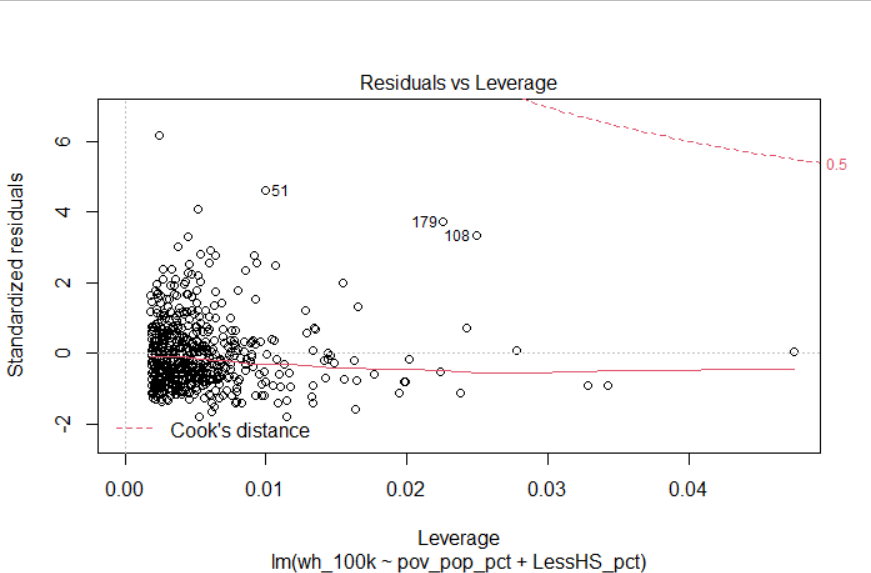 Residuals vs Leverage
Standardized residuals
6
4
2
0
-2
51
179
108
0.5
Cook's distance
0.00 0.01 0.02 0.03 0.04
Leverage
lm(wh_100k ~ pov_pop_pct + LessHS_pct)